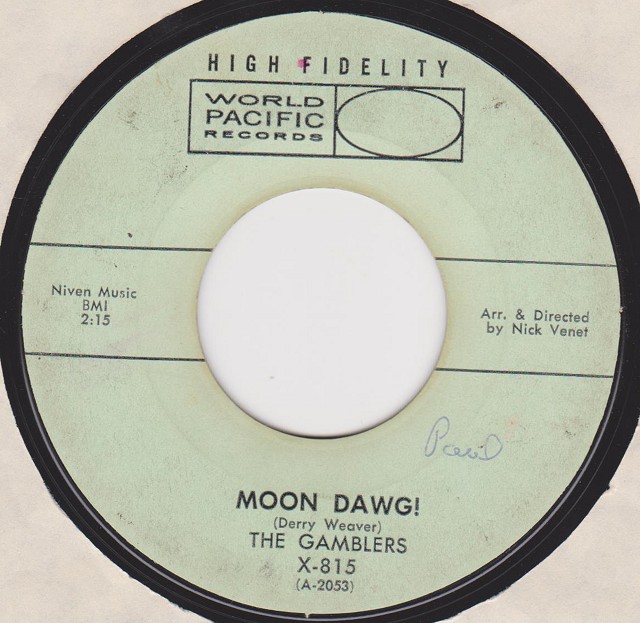 HIGH FIDELITY
WORLD
PACIFIC
RECORDS
Niven Music
BMI
2:15
Arr. & Directed
by Nick Venet
Paul
MOON DAWG!
(Derry Weaver)
THE GAMBLERS
X-815
(A-2053)